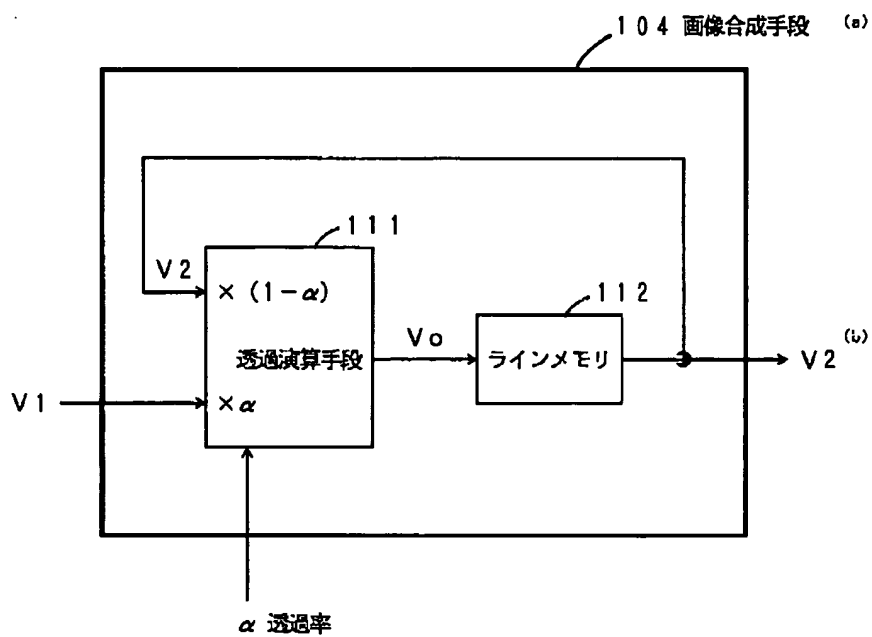 104 画像合成手段 (a)
111
V2
×(1-α)
112
Vo
透過演算手段
ラインメモリ
V2 (b)
V1
×α
α 透過率